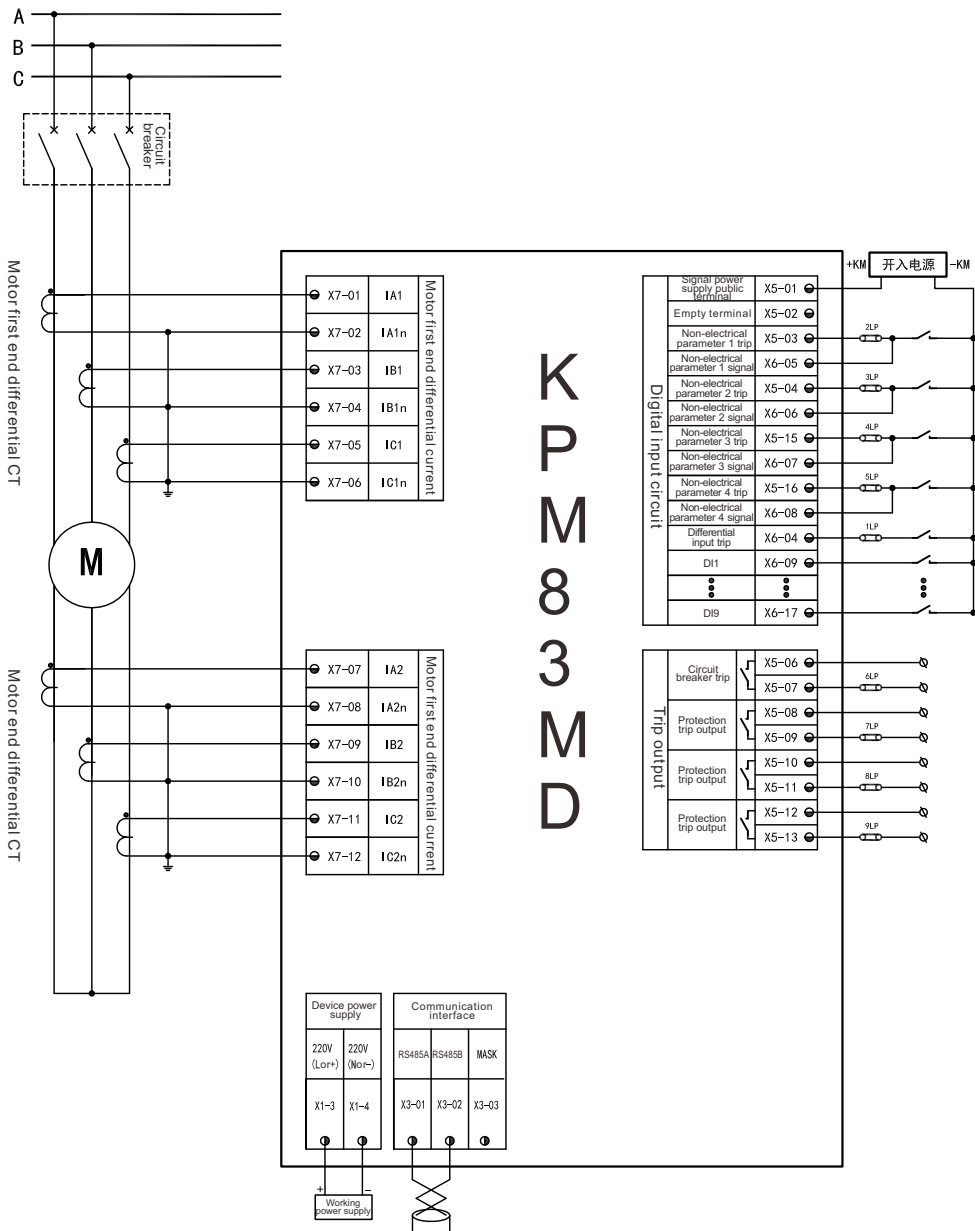 A
B
C
Circuit
breaker
Motor first end differential CT
M
Motor end differential CT
X7-01 IA1
X7-02 IA1n
X7-03 IB1
X7-04 IB1n
X7-05 IC1
X7-06 IC1n
Motor first end differential current
X7-07 IA2
X7-08 IA2n
X7-09 IB2
X7-10 IB2n
X7-11 IC2
X7-12 IC2n
Motor first end differential current
K
P
M
8
3
M
D
Digital input circuit
+KM 开入电源 -KM
Signal power
supply public
terminal
X5-01
Empty terminal X5-02
Non-electrical
parameter 1 trip
X5-03 2LP
Non-electrical
parameter 1 signal
X6-05
Non-electrical
parameter 2 trip
X5-04 3LP
Non-electrical
parameter 2 signal
X6-06
Non-electrical
parameter 3 trip
X5-15 4LP
Non-electrical
parameter 3 signal
X6-07
Non-electrical
parameter 4 trip
X5-16 5LP
Non-electrical
parameter 4 signal
X6-08
Differential
input trip
X6-04 1LP
DI1 X6-09
DI9 X6-17
Trip output
Circuit
breaker trip
X5-06
X5-07 6LP
Protection
trip output
X5-08
X5-09 7LP
Protection
trip output
X5-10
X5-11 8LP
Protection
trip output
X5-12
X5-13 9LP
Device power
supply
220V 220V
(Lor+) (Nor-)
X1-3 X1-4
+ −
Working
power supply
Communication
interface
RS485A RS485B MASK
X3-01 X3-02 X3-03